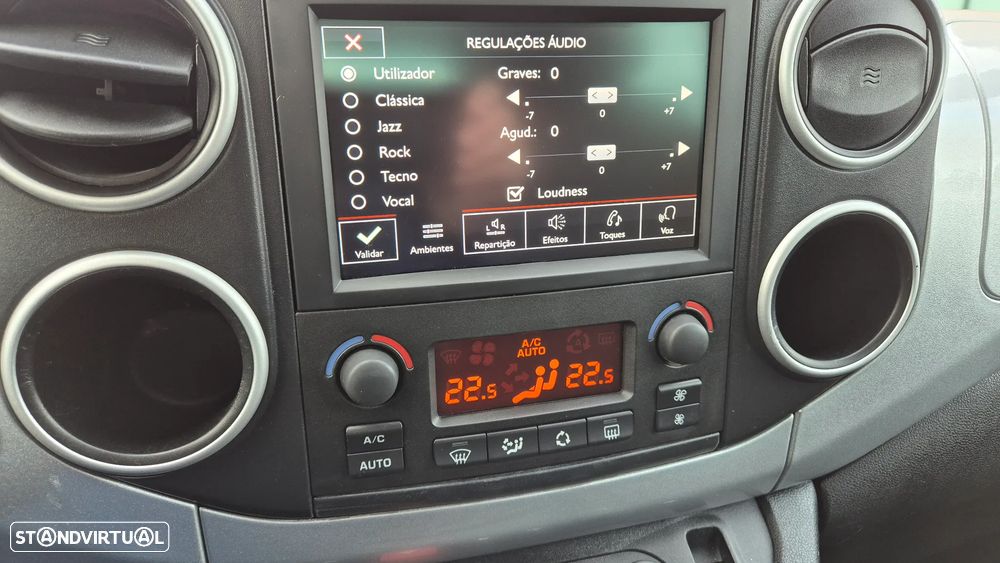 REGULAÇÕES ÁUDIO
Utilizador
Graves: 0
Clássica
-7 0 +7
Jazz
Agud.: 0
Rock
-7 0 +7
Tecno
Loudness
Vocal
Validar
Ambientes
L R
Repartição
Efeitos
Toques
Voz
A/C
AUTO
22.5
22.5
A/C
AUTO
STANDVIRTUAL